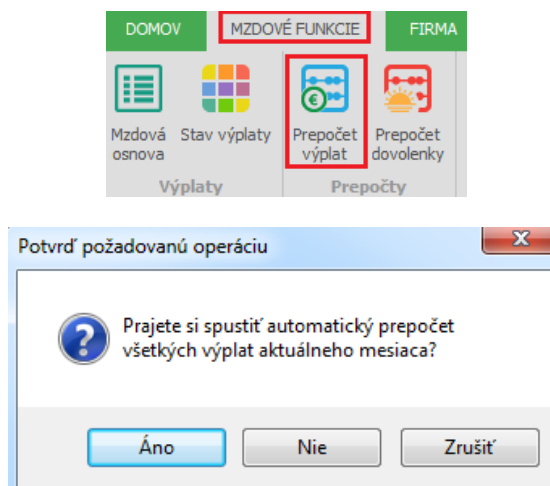 DOMOV MZDOVÉ FUNKCIE FIRMA
Mzdová Stav výplaty Prepočet Prepočet
osnova výplat dovolenky
Výplaty Prepočty
Potvrď požadovanú operáciu
Prajete si spustiť automatický prepočet
všetkých výplat aktuálneho mesiaca?
Áno Nie Zrušiť